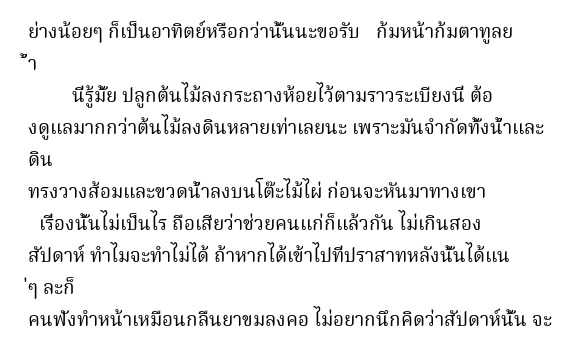 ย่างน้อยๆ ก็เป็นอาทิตย์หรือกว่านั้นนะขอรับ ก้มหน้าก้มตาทูลย
้ำ
นี่รู้มั้ย ปลูกต้นไม้ลงกระถางห้อยไว้ตามราวระเบียงนี่ ต้อ
งดูแลมากกว่าต้นไม้ลงดินหลายเท่าเลยนะ เพราะมันจำกัดทั้งน้ำและ
ดิน
ทรงวางส้อมและขวดน้ำลงบนโต๊ะไม้ไผ่ ก่อนจะหันมาทางเขา
เรื่องนั้นไม่เป็นไร ถือเสียว่าช่วยคนแก่ก็แล้วกัน ไม่เกินสอง
สัปดาห์ ทำไมจะทำไม่ได้ ถ้าหากได้เข้าไปที่ปราสาทหลังนั้นได้แน
่ๆ ละก็
คนฟังทำหน้าเหมือนกลืนยาขมลงคอ ไม่อยากนึกคิดว่าสัปดาห์นั้น จะ